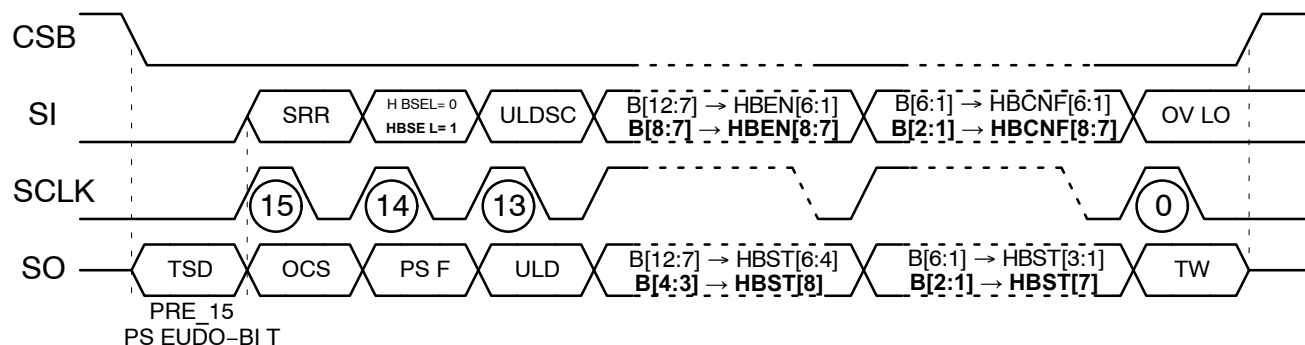 CSB
SI
SRR
H BSEL= 0
HBSE L= 1
ULDSC
B[12:7] → HBEN[6:1]
B[8:7] → HBEN[8:7]
B[6:1] → HBCNF[6:1]
B[2:1] → HBCNF[8:7]
OV LO
SCLK
15
14
13
0
SO
TSD
OCS
PS F
ULD
B[12:7] → HBST[6:4]
B[4:3] → HBST[8]
B[6:1] → HBST[3:1]
B[2:1] → HBST[7]
TW
PRE_15
PS EUDO−BI T